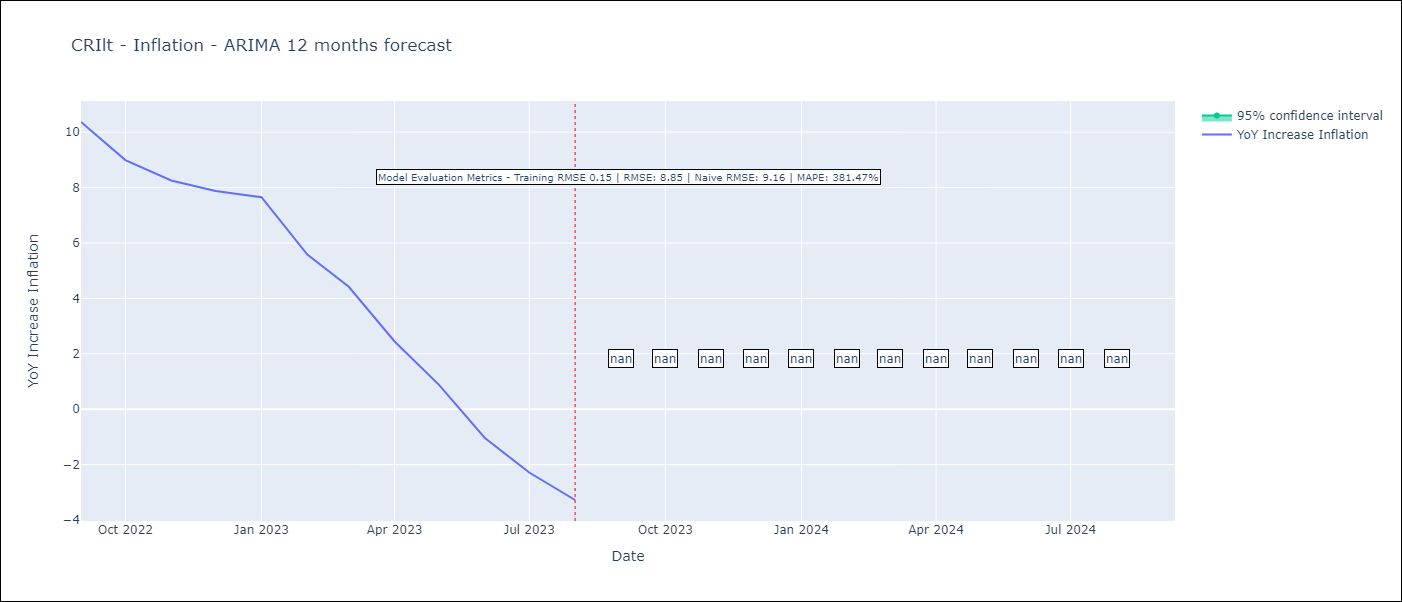 CRIlt - Inflation - ARIMA 12 months forecast
95% confidence interval
YoY Increase Inflation
Model Evaluation Metrics - Training RMSE 0.15 | RMSE: 8.85 | Naive RMSE: 9.16 | MAPE: 381.47%
YoY Increase Inflation
10
8
6
4
2
0
−2
−4
nan nan nan nan nan nan nan nan nan nan nan nan
Oct 2022 Jan 2023 Apr 2023 Jul 2023 Oct 2023 Jan 2024 Apr 2024 Jul 2024
Date